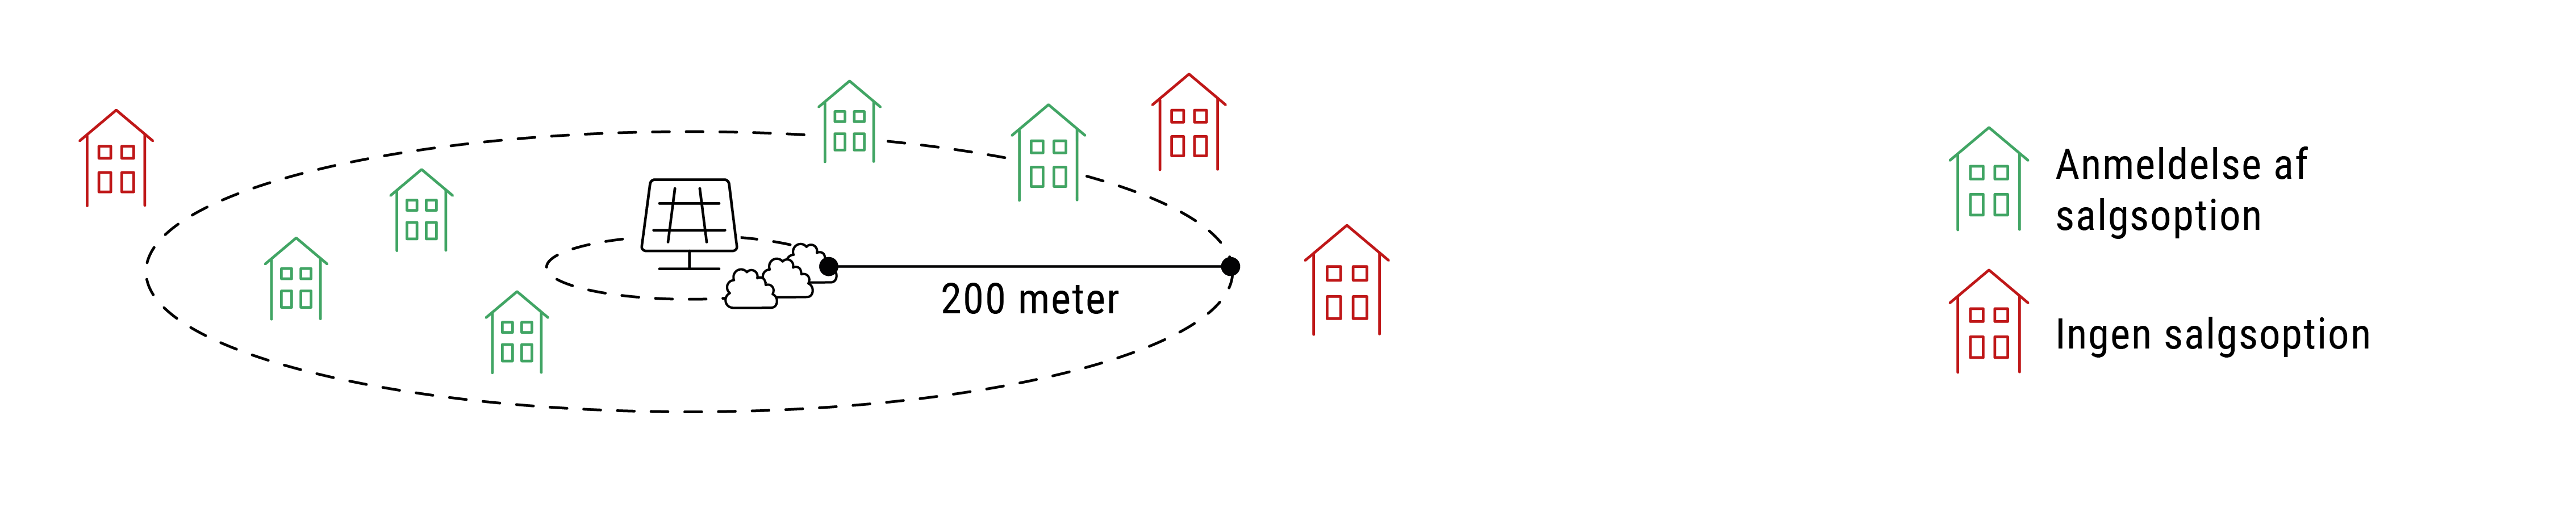 200 meter
Anmeldelse af
salgsoption
Ingen salgsoption